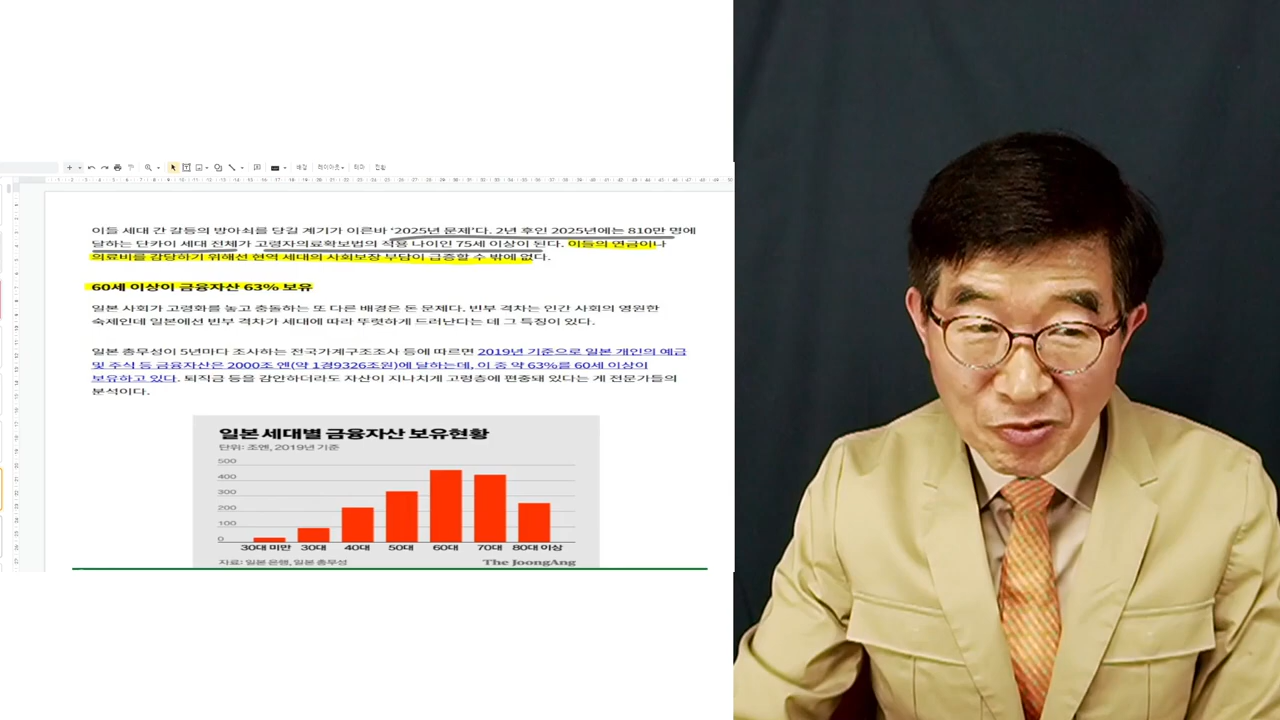 이들 세대 간 갈등의 방아쇠를 당길 계기가 이른바 ‘2025년 문제’다. 2년 후인 2025년에는 810만 명에
달하는 단카이 세대 전체가 고령자의료확보법의 적용 나이인 75세 이상이 된다. 이들의 연금이나
의료비를 감당하기 위해선 현역 세대의 사회보장 부담이 급증할 수 밖에 없다.
60세 이상이 금융자산 63% 보유
일본 사회가 고령화를 놓고 충돌하는 또 다른 배경은 돈 문제다. 빈부 격차는 인간 사회의 영원한
숙제인데 일본에선 빈부 격차가 세대에 따라 뚜렷하게 드러난다는 데 그 특징이 있다.
일본 총무성이 5년마다 조사하는 전국가계구조조사 등에 따르면 2019년 기준으로 일본 개인의 예금
및 주식 등 금융자산은 2000조 엔(약 1경9326조원)에 달하는데, 이 중 약 63%를 60세 이상이
보유하고 있다. 퇴직금 등을 감안하더라도 자산이 지나치게 고령층에 편중돼 있다는 게 전문가들의
분석이다.
일본 세대별 금융자산 보유현황
단위: 조엔, 2019년 기준
500
400
300
200
100
0
30대 미만 30대 40대 50대 60대 70대 80대 이상
자료: 일본 은행, 일본 총무성 The JoongAng